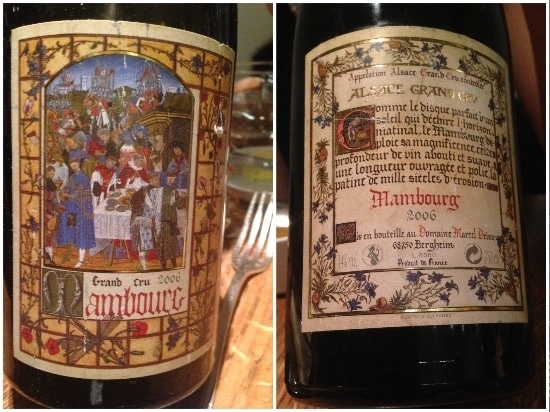 Grand Cru 2006
Mambourg
Appellation Alsace Grand Cru contrôlée
ALSACE GRAND CRU
Comme le disque parfait d'un
soleil qui déchire l'horizon
matinal, le Mambourg dé-
ploie sa magnificence, cette
profondeur de vin abouti et suave a
une longueur ouvragée et polie, la
patine de mille siècles d'érosion.
Mambourg
2006
Mis en bouteille au Domaine Marcel Deiss
68750 Bergheim
Produit de France